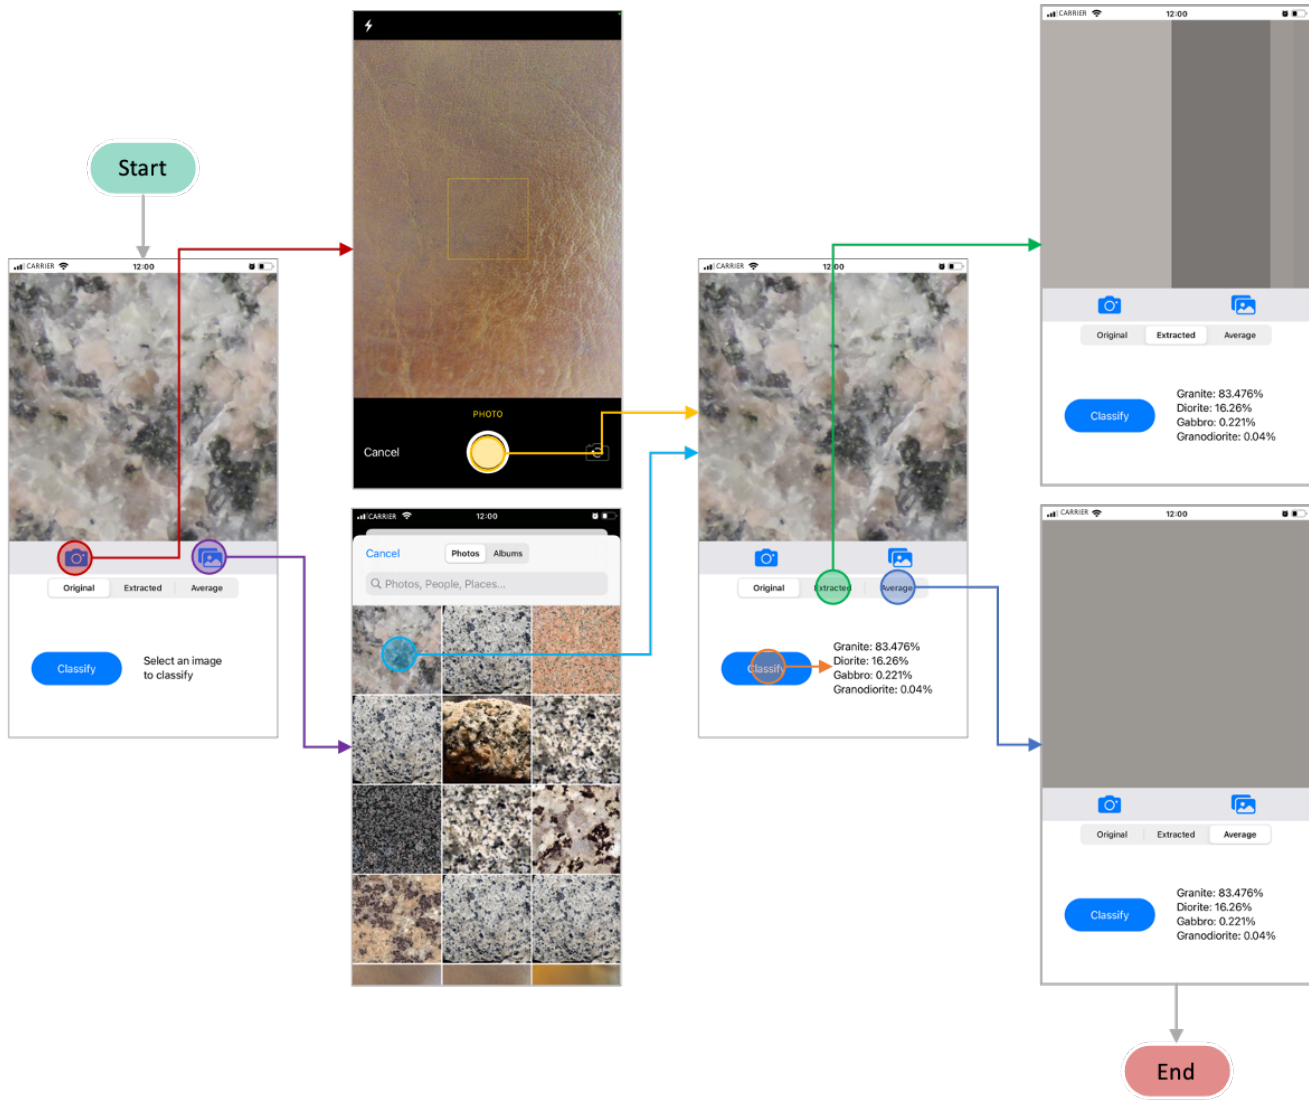 Start
CARRIER
12:00
Original
Extracted
Average
Classify
Select an image
to classify
PHOTO
Cancel
CARRIER
12:00
Cancel
Photos
Albums
Photos, People, Places...
CARRIER
12:00
Original
Extracted
Average
Classify
Granite: 83.476%
Diorite: 16.26%
Gabbro: 0.221%
Granodiorite: 0.04%
CARRIER
12:00
Original
Extracted
Average
Classify
Granite: 83.476%
Diorite: 16.26%
Gabbro: 0.221%
Granodiorite: 0.04%
CARRIER
12:00
Original
Extracted
Average
Classify
Granite: 83.476%
Diorite: 16.26%
Gabbro: 0.221%
Granodiorite: 0.04%
End